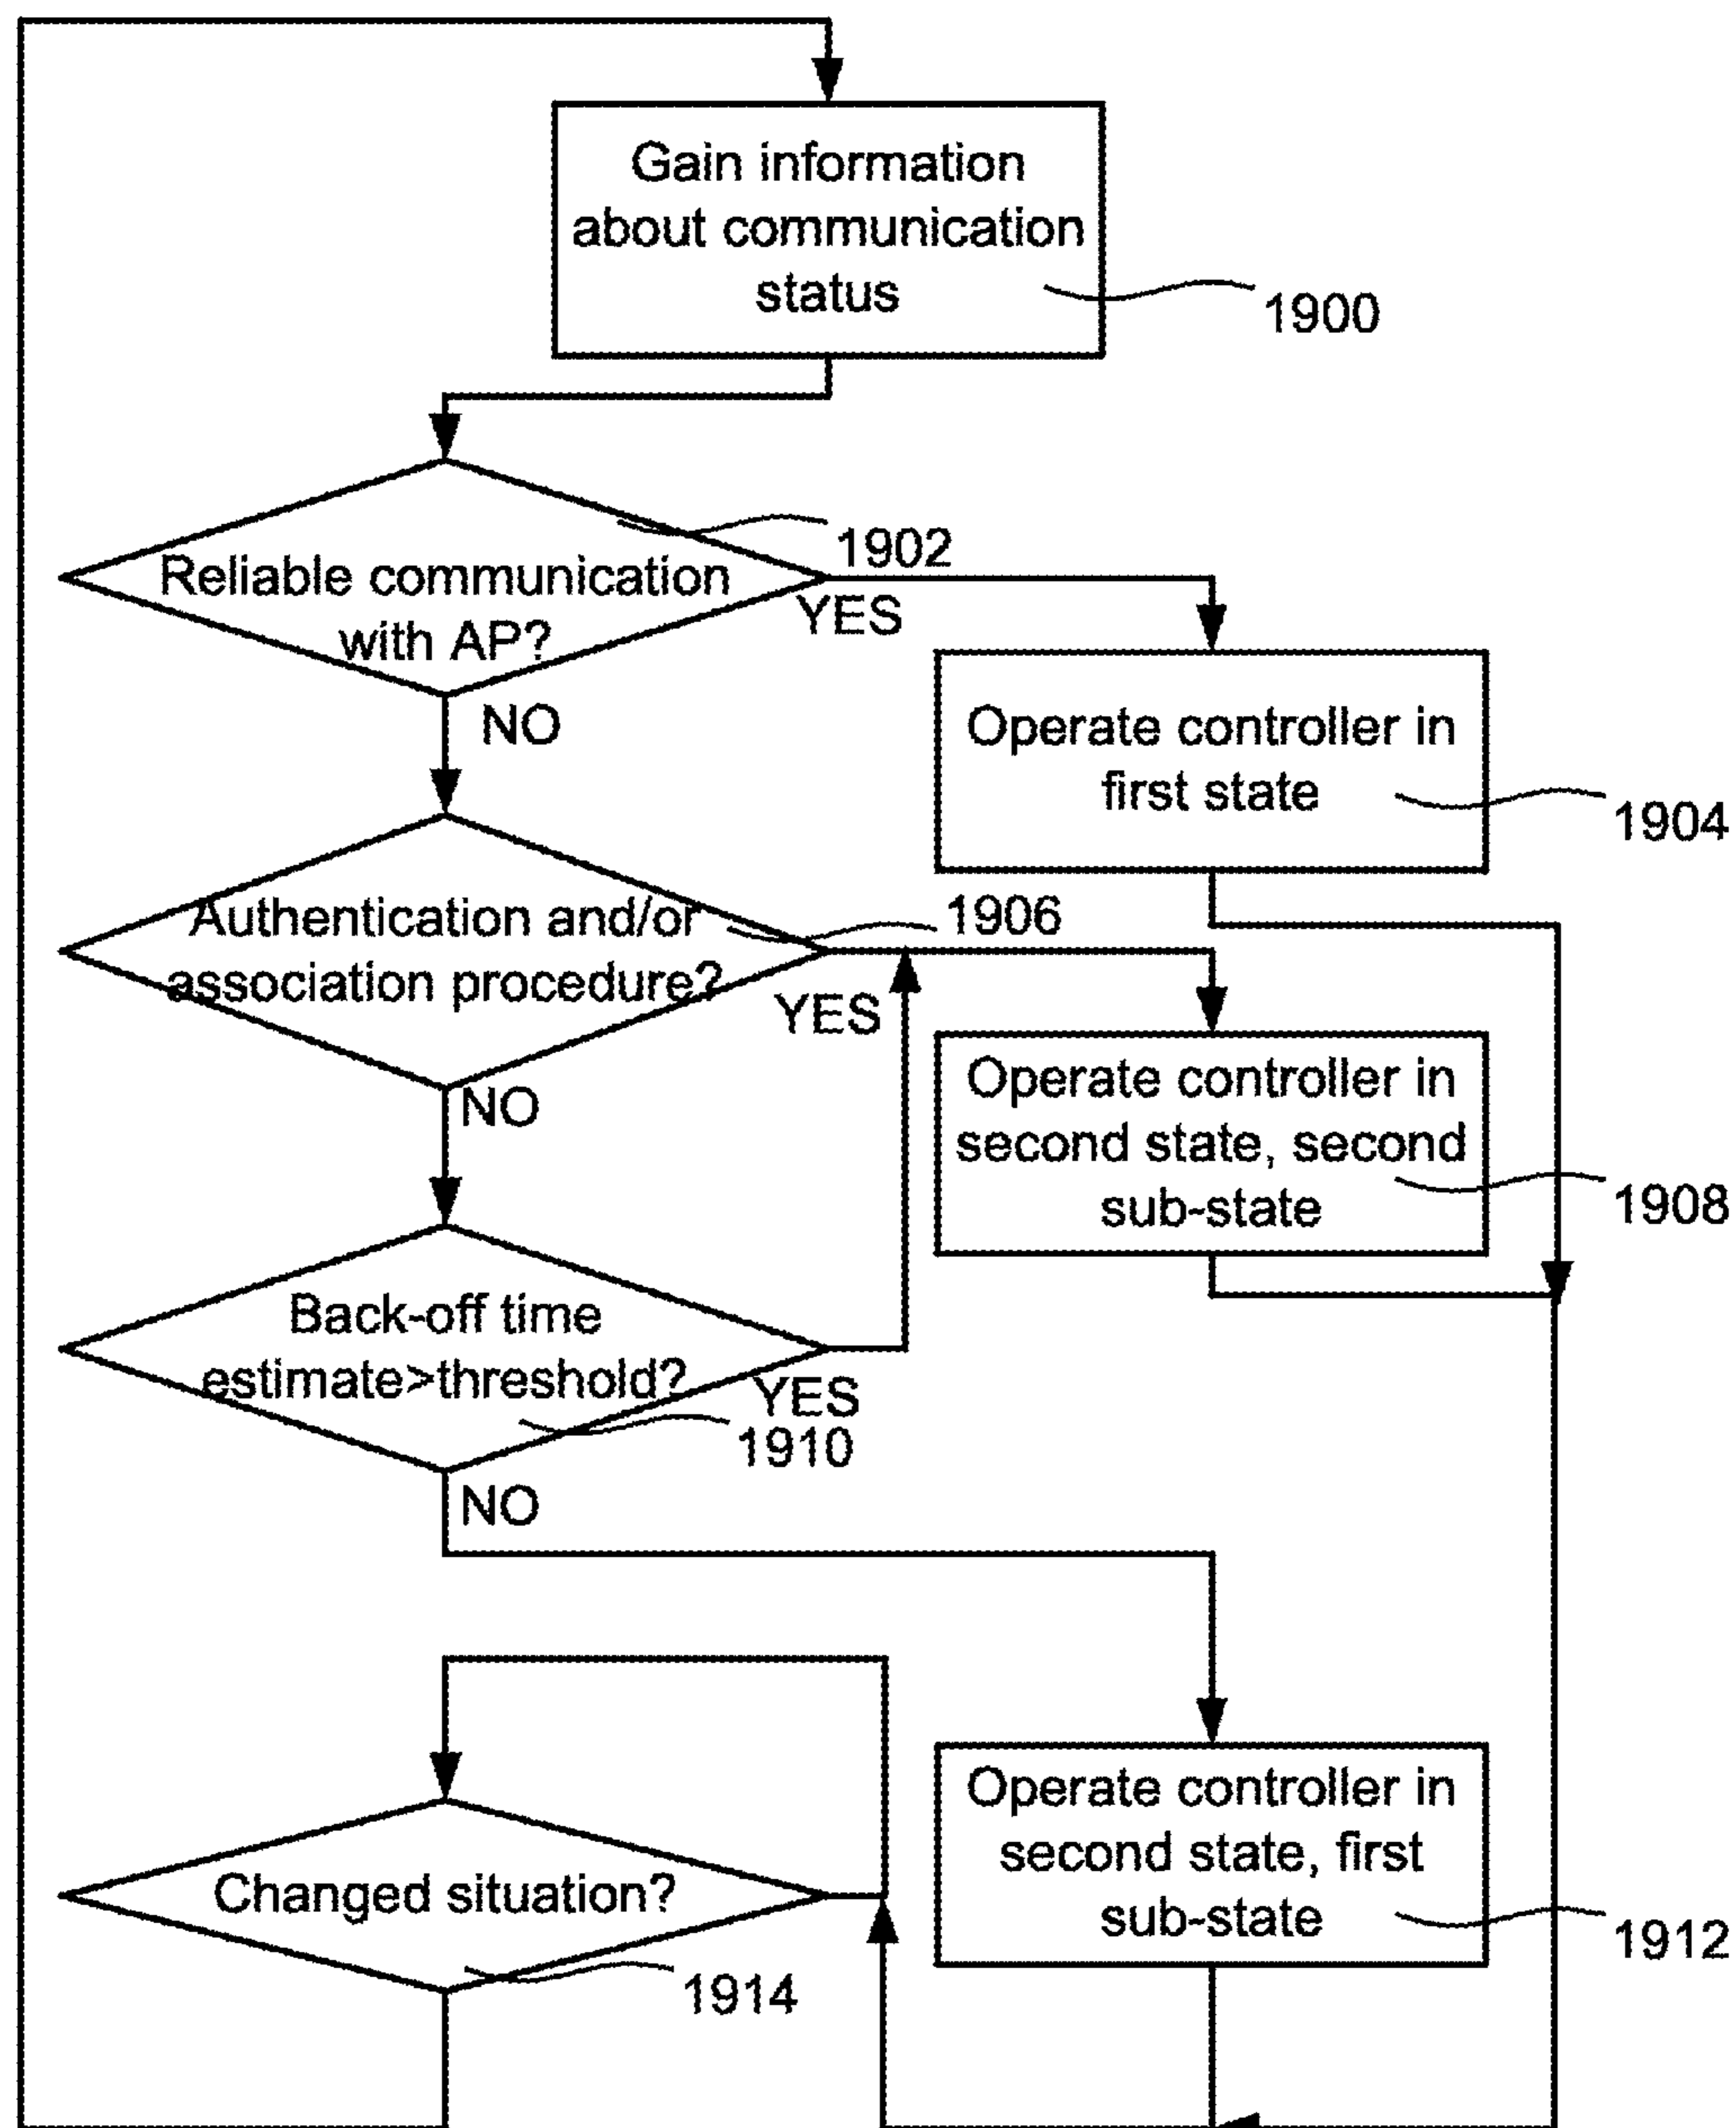 Gain information
about communication
status
1900
1902
Reliable communication
with AP?
YES
NO
Operate controller in
first state
1904
Authentication and/or
association procedure?
1906
YES
NO
Operate controller in
second state, second
sub-state
1908
Back-off time
estimate>threshold?
YES
1910
NO
Operate controller in
second state, first
sub-state
1912
Changed situation?
1914